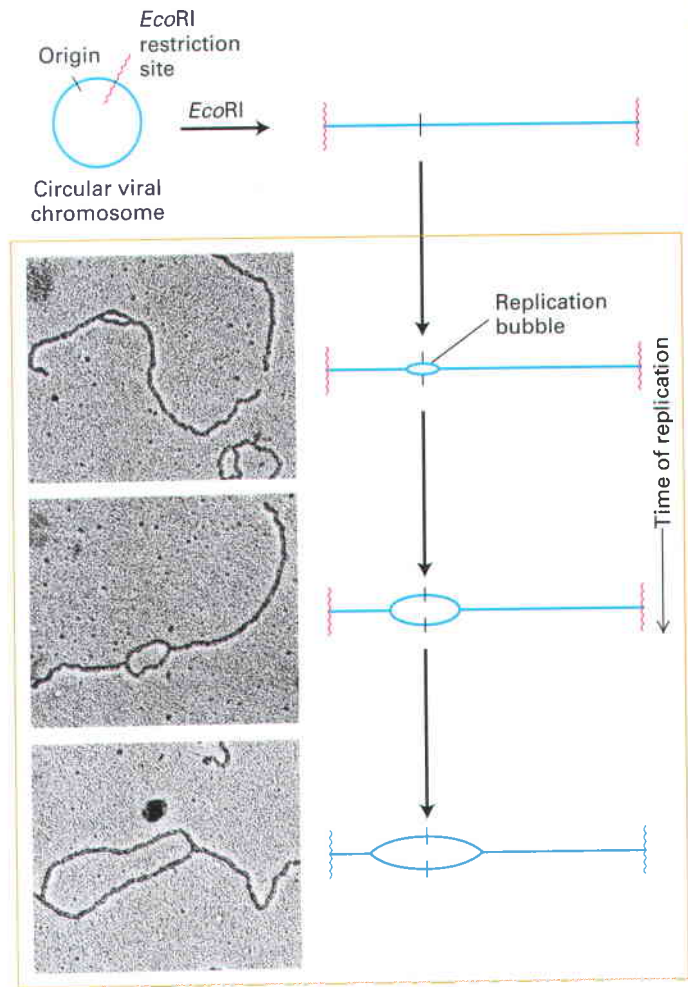 EcoRI
restriction
site
Origin
EcoRI
Circular viral
chromosome
Replication
bubble
Time of replication